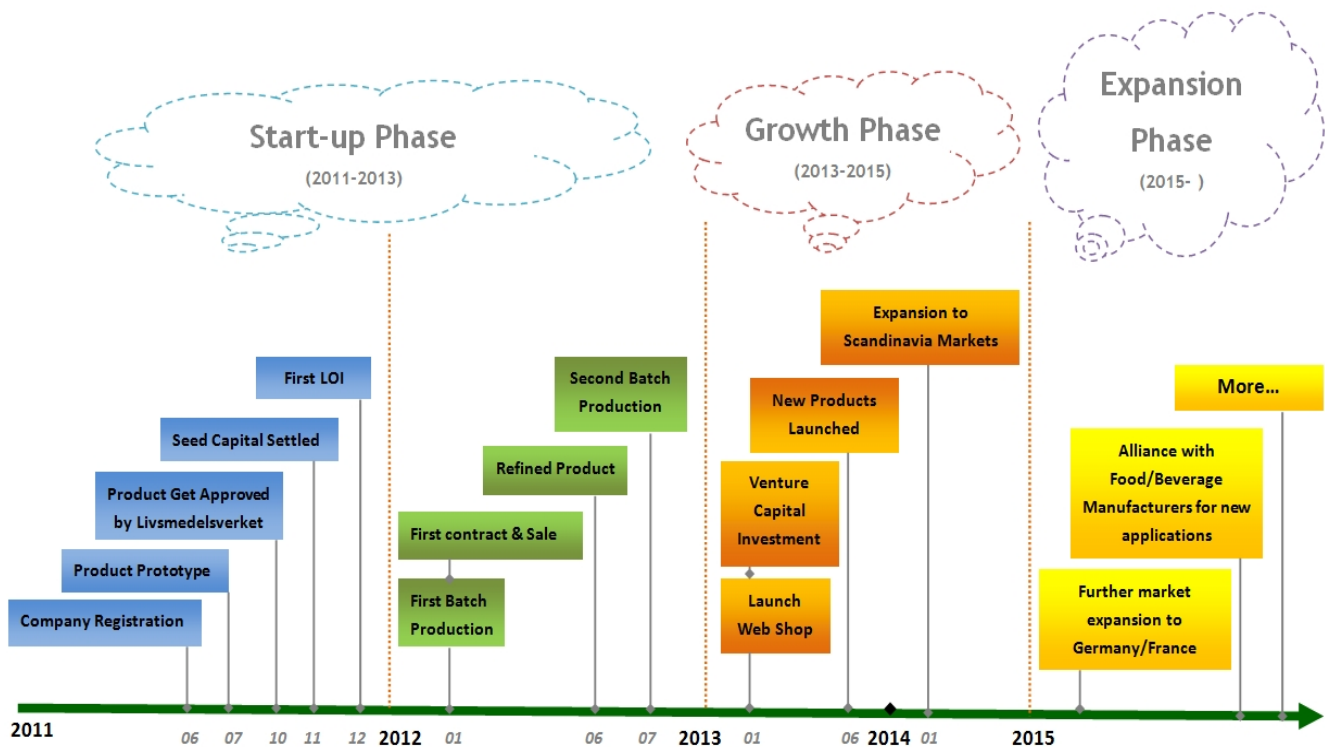 Start-up Phase
(2011-2013)
Growth Phase
(2013-2015)
Expansion
Phase
(2015- )
Company Registration
Product Prototype
Product Get Approved
by Livsmedelsverket
Seed Capital Settled
First LOI
First Batch
Production
First contract & Sale
Refined Product
Second Batch
Production
Launch
Web Shop
Venture
Capital
Investment
New Products
Launched
Expansion to
Scandinavia Markets
Further market
expansion to
Germany/France
Alliance with
Food/Beverage
Manufacturers for new
applications
More...
2011 06 07 10 11 12 2012 01 06 07 2013 01 06 2014 01 2015